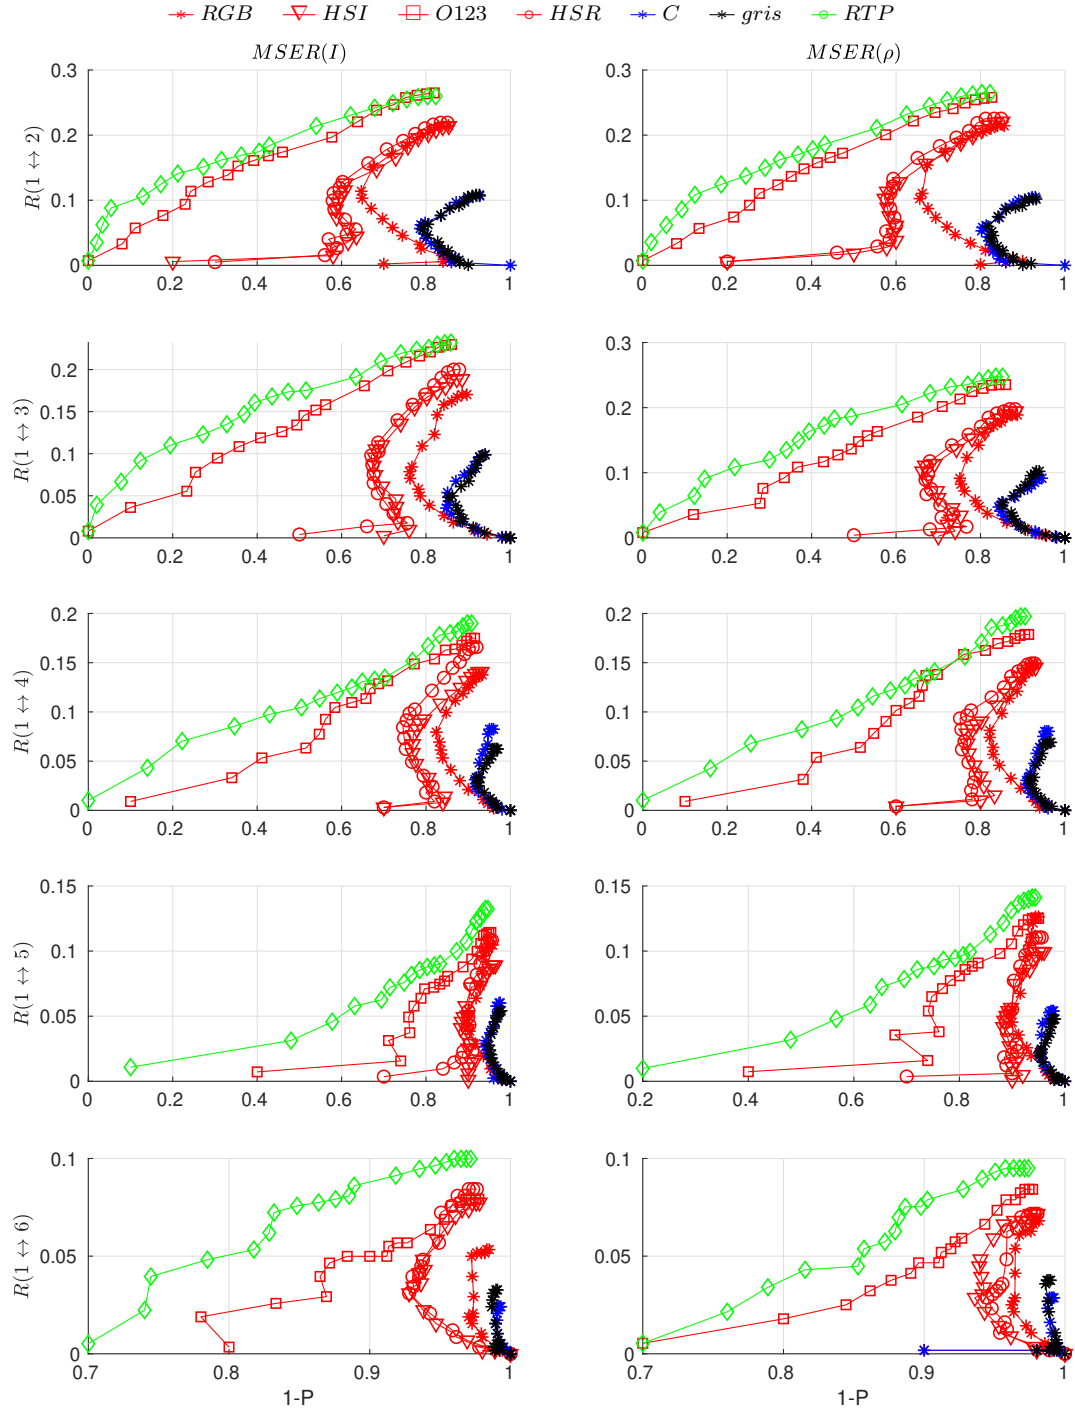 RGB HSI O123 HSR C gris RTP
MSER(I) MSER(ρ)
0.3 0.2 0.1 0
R(1 ↔ 2)
0 0.2 0.4 0.6 0.8 1
0.3 0.2 0.1 0
0 0.2 0.4 0.6 0.8 1
0.2 0.15 0.1 0.05 0
R(1 ↔ 3)
0 0.2 0.4 0.6 0.8 1
0.3 0.2 0.1 0
0 0.2 0.4 0.6 0.8 1
0.2 0.15 0.1 0.05 0
R(1 ↔ 4)
0 0.2 0.4 0.6 0.8 1
0.2 0.15 0.1 0.05 0
0 0.2 0.4 0.6 0.8 1
0.15 0.1 0.05 0
R(1 ↔ 5)
0 0.2 0.4 0.6 0.8 1
0.15 0.1 0.05 0
0.2 0.4 0.6 0.8 1
0.1 0.05 0
R(1 ↔ 6)
0.7 0.8 0.9 1
1-P
0.1 0.05 0
0.7 0.8 0.9 1
1-P